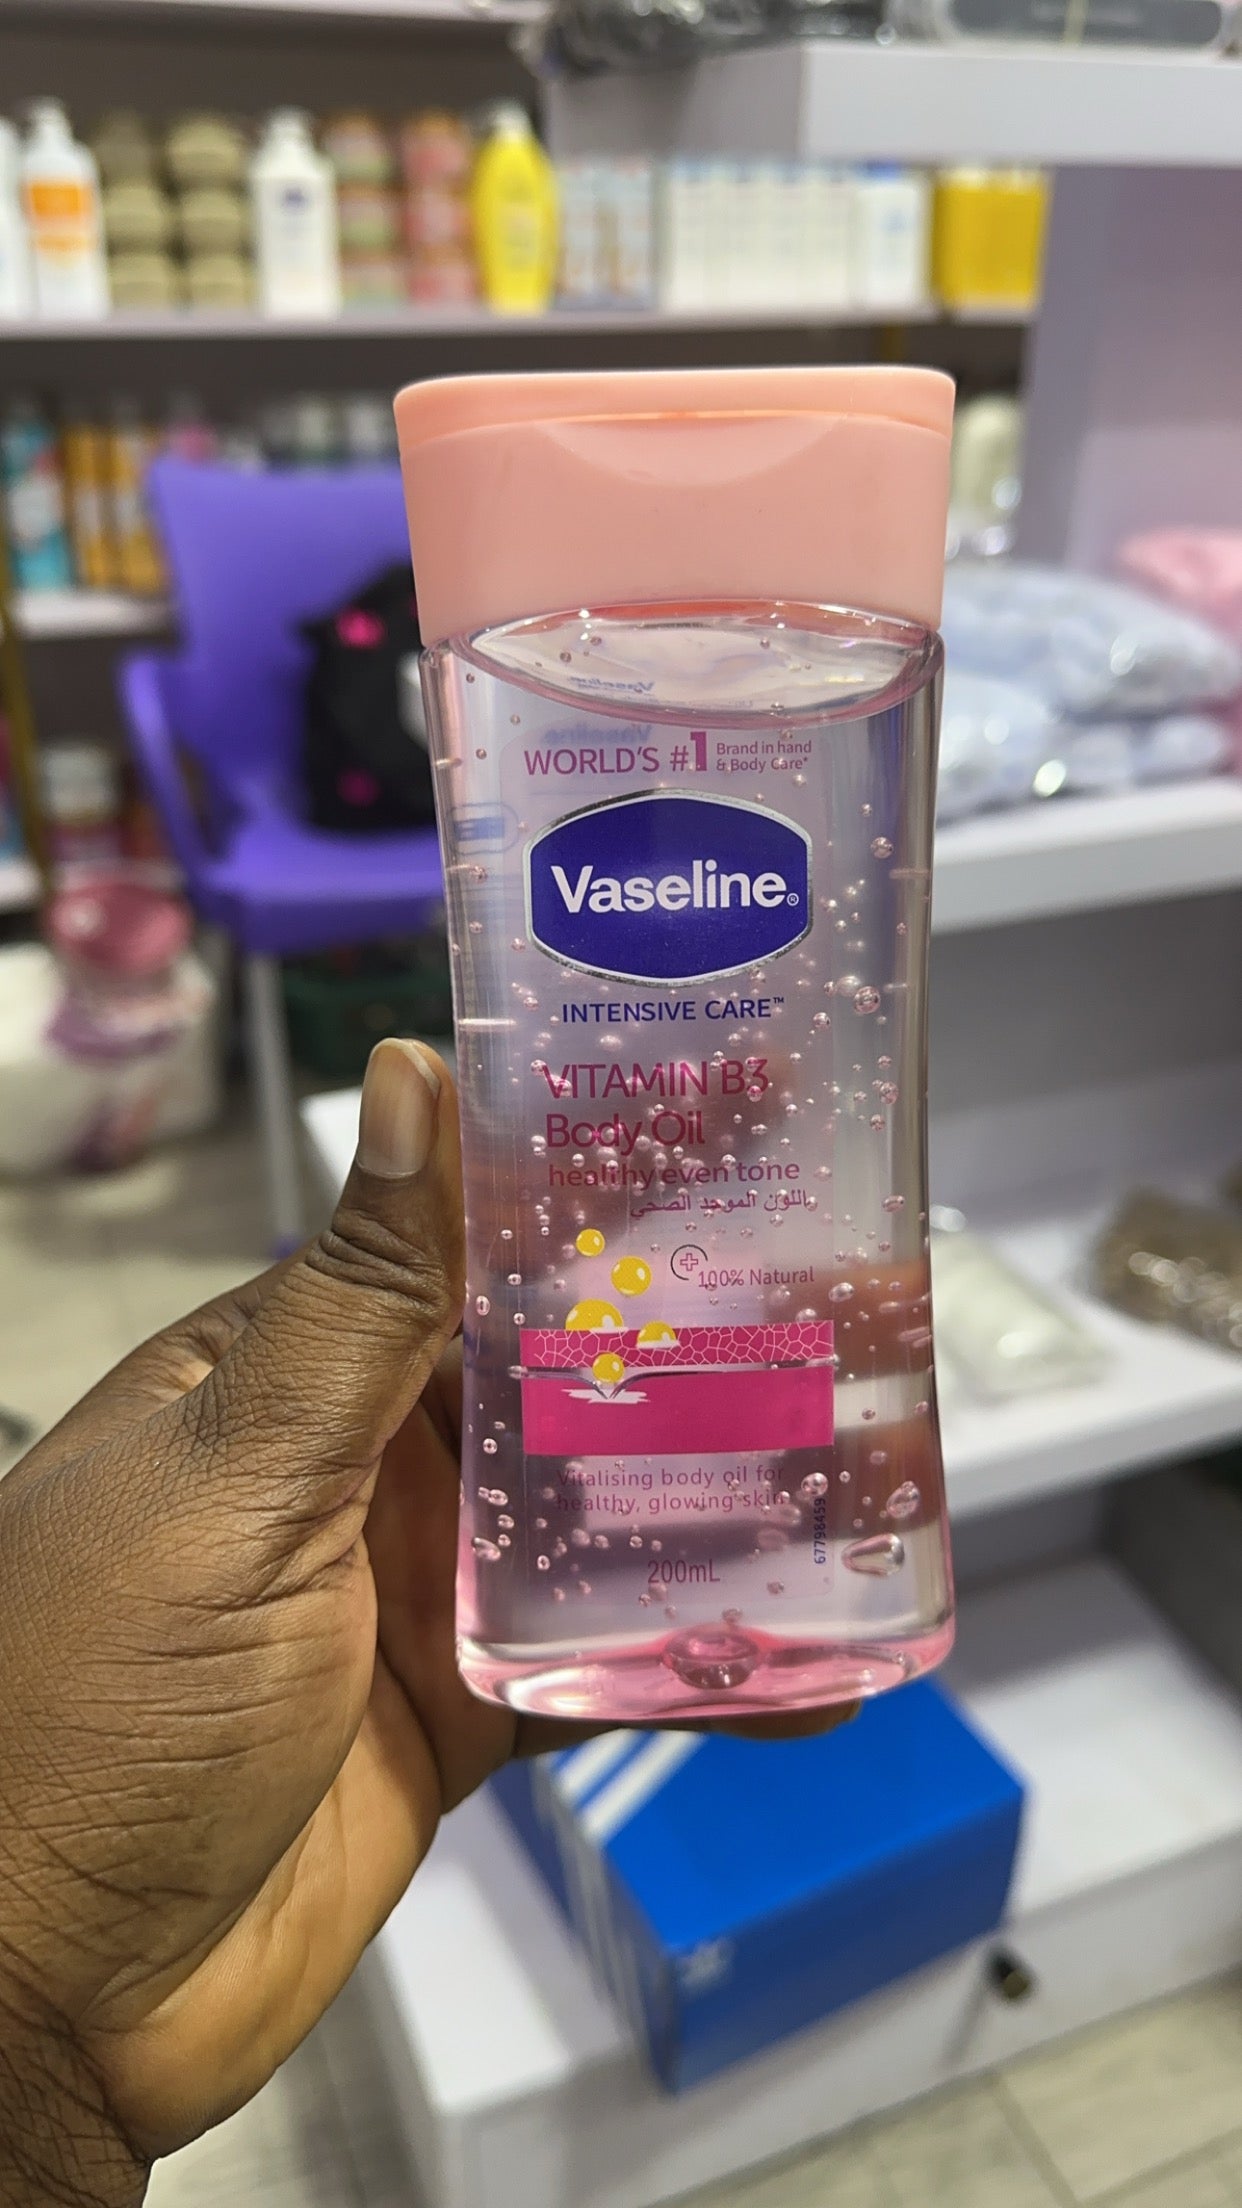 WORLD'S #1 Brand in hand
& Body Care*
Vaseline®
INTENSIVE CARE™
VITAMIN B3
Body Oil
healthy even tone
اللون الموحد الصحي
100% Natural
Vitalising body oil for
healthy, glowing skin
67798459
200mL